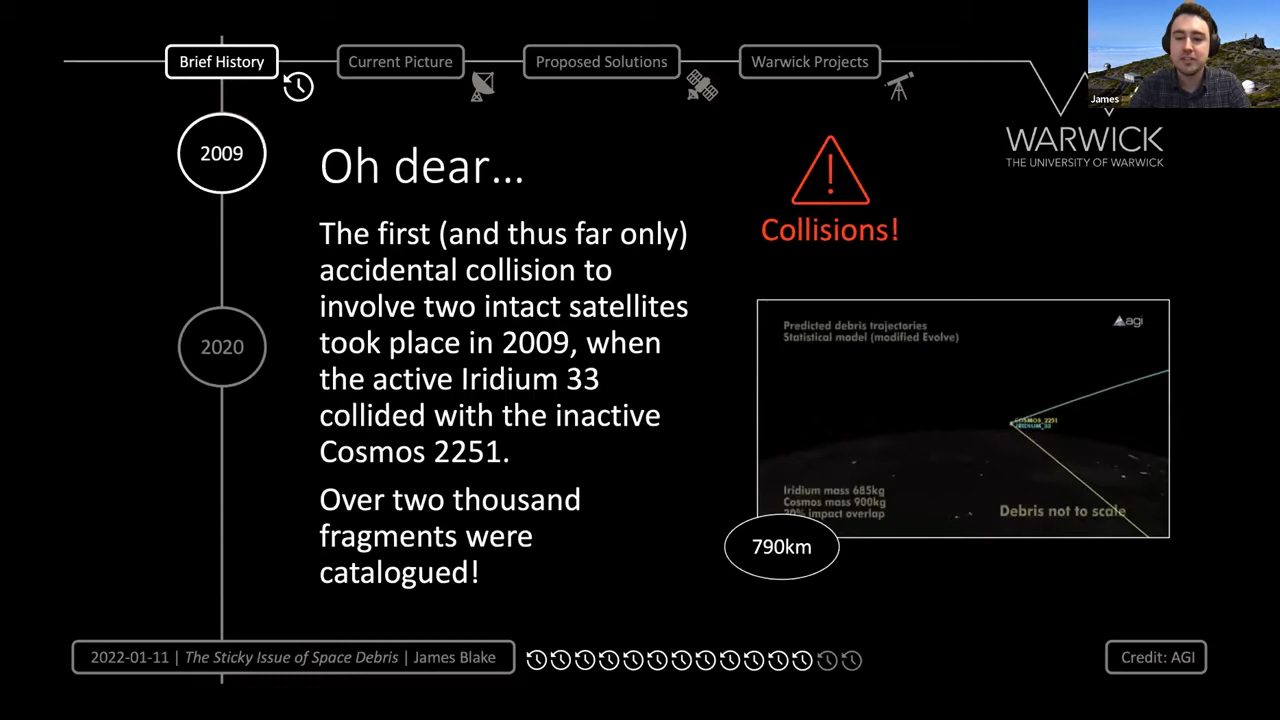 Brief History
Current Picture
Proposed Solutions
Warwick Projects
James
WARWICK
THE UNIVERSITY OF WARWICK
2009
Oh dear...
Collisions!
The first (and thus far only)
accidental collision to
involve two intact satellites
took place in 2009, when
the active Iridium 33
collided with the inactive
Cosmos 2251.
Over two thousand
fragments were
catalogued!
2020
Predicted debris trajectories
Statistical model (modified Evolve)
agi
COSMOS_2251
IRIDIUM_33
Iridium mass 685kg
Cosmos mass 900kg
20% impact overlap
Debris not to scale
790km
2022-01-11 | The Sticky Issue of Space Debris | James Blake
Credit: AGI